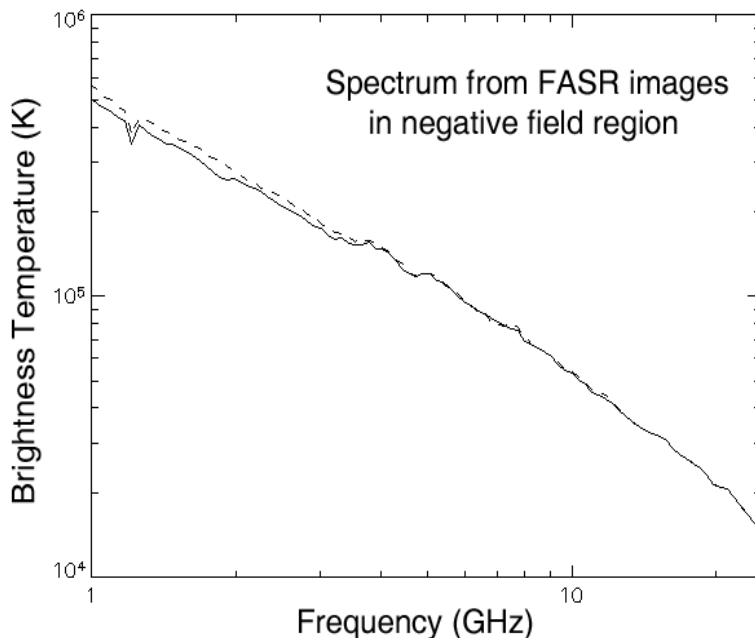 10⁶
Spectrum from FASR images
in negative field region
Brightness Temperature (K)
10⁵
10⁴
1
10
Frequency (GHz)